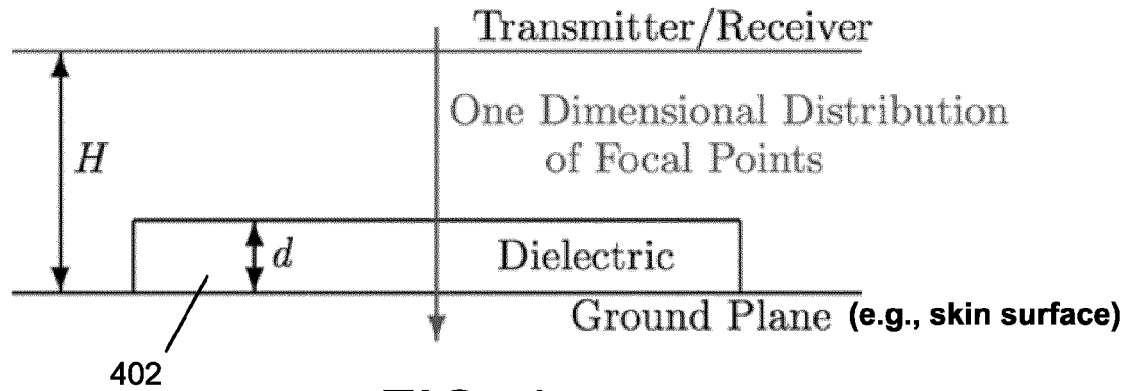 Transmitter/Receiver
One Dimensional Distribution
of Focal Points
H
d
Dielectric
Ground Plane (e.g., skin surface)
402